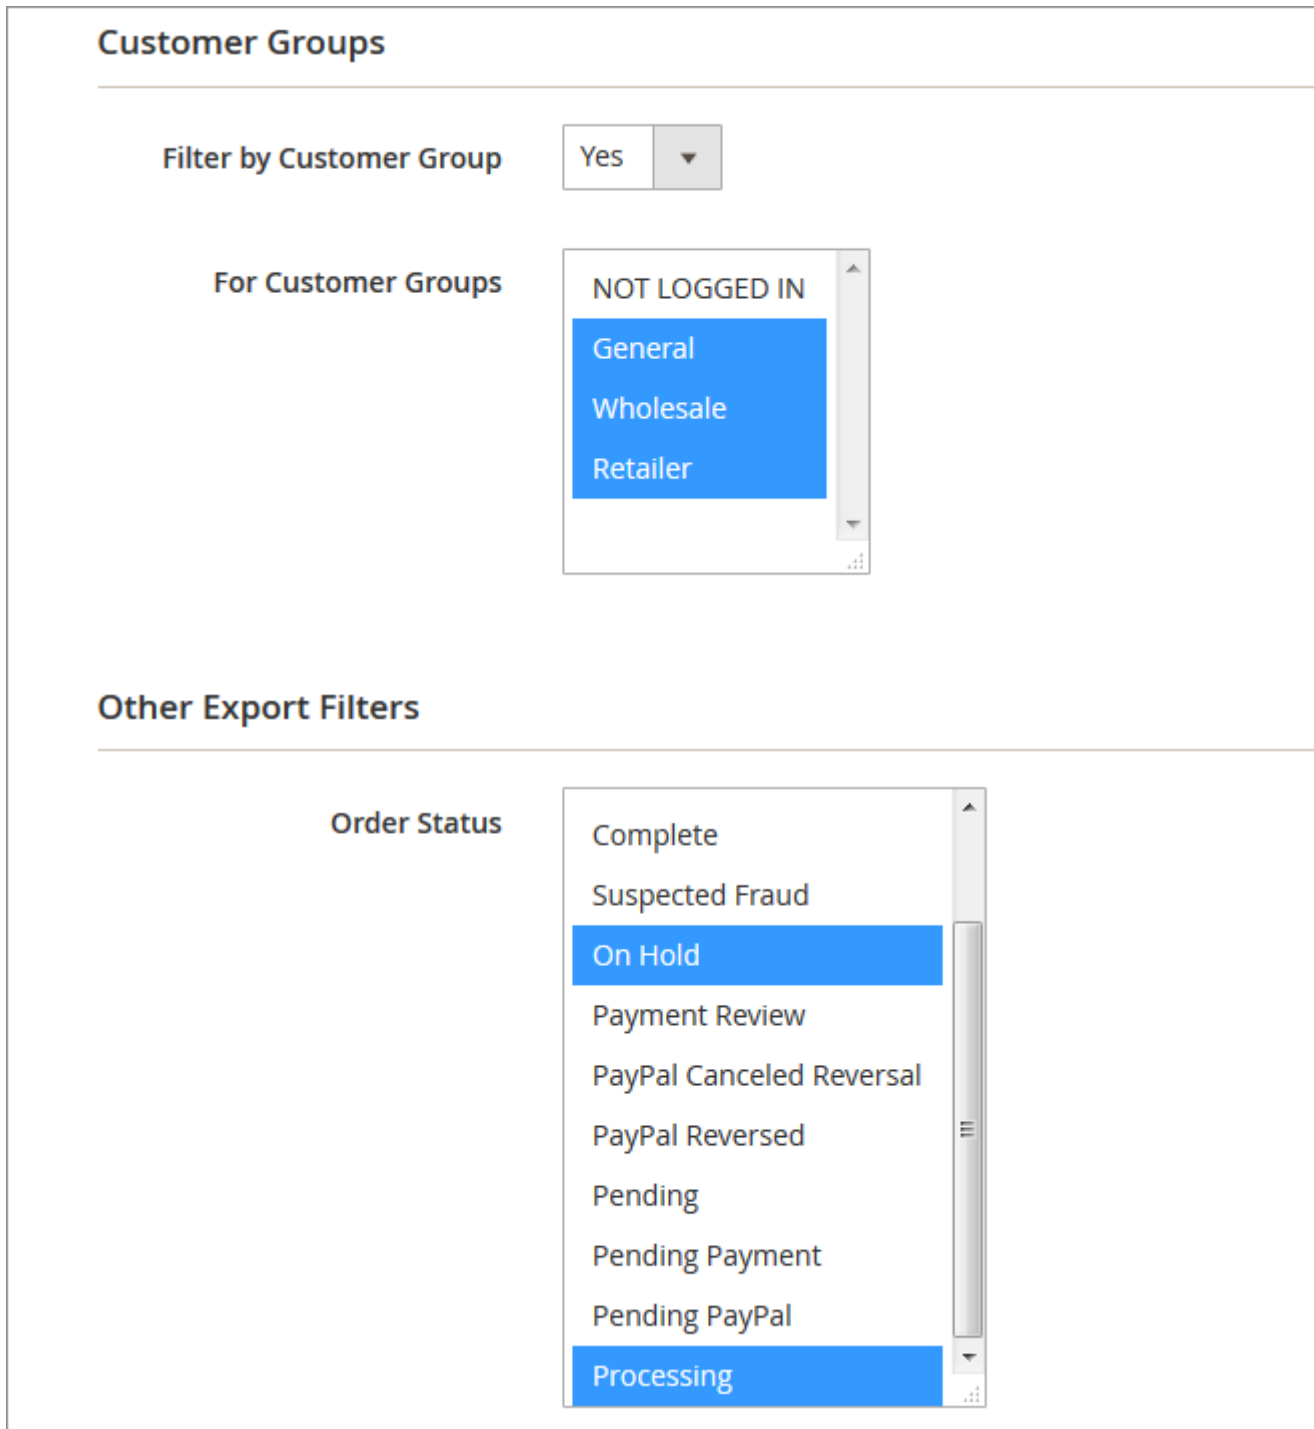 Customer Groups
Filter by Customer Group Yes
For Customer Groups
NOT LOGGED IN
General
Wholesale
Retailer
Other Export Filters
Order Status
Complete
Suspected Fraud
On Hold
Payment Review
PayPal Canceled Reversal
PayPal Reversed
Pending
Pending Payment
Pending PayPal
Processing